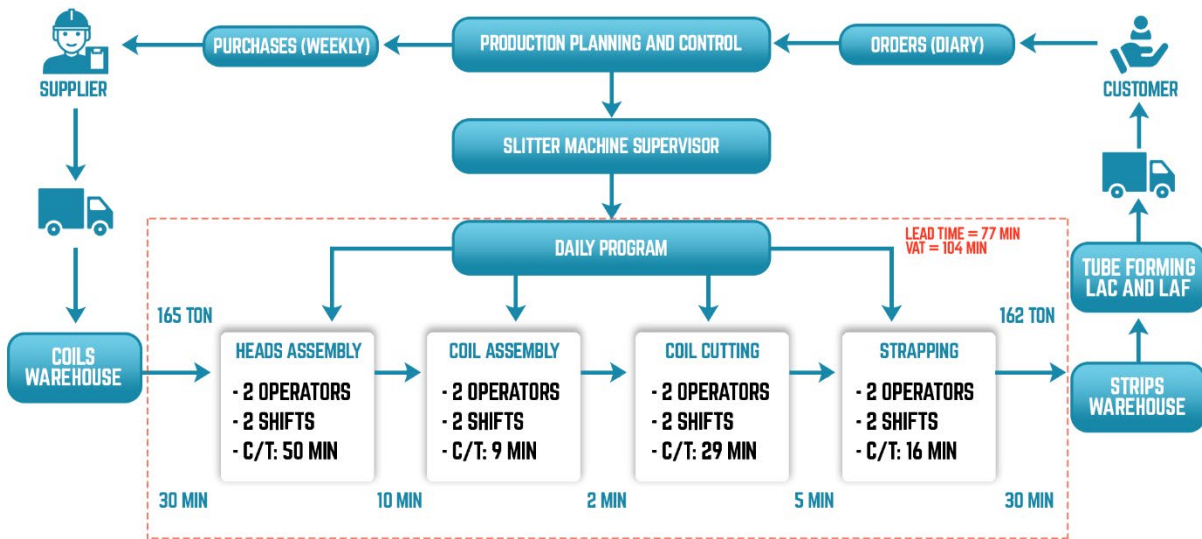 SUPPLIER
PURCHASES (WEEKLY)
PRODUCTION PLANNING AND CONTROL
ORDERS (DIARY)
CUSTOMER
SLITTER MACHINE SUPERVISOR
DAILY PROGRAM
LEAD TIME = 77 MIN
VAT = 104 MIN
TUBE FORMING
LAC AND LAF
165 TON
162 TON
COILS
WAREHOUSE
HEADS ASSEMBLY
- 2 OPERATORS
- 2 SHIFTS
- C/T: 50 MIN
COIL ASSEMBLY
- 2 OPERATORS
- 2 SHIFTS
- C/T: 9 MIN
COIL CUTTING
- 2 OPERATORS
- 2 SHIFTS
- C/T: 29 MIN
STRAPPING
- 2 OPERATORS
- 2 SHIFTS
- C/T: 16 MIN
STRIPS
WAREHOUSE
30 MIN
10 MIN
2 MIN
5 MIN
30 MIN